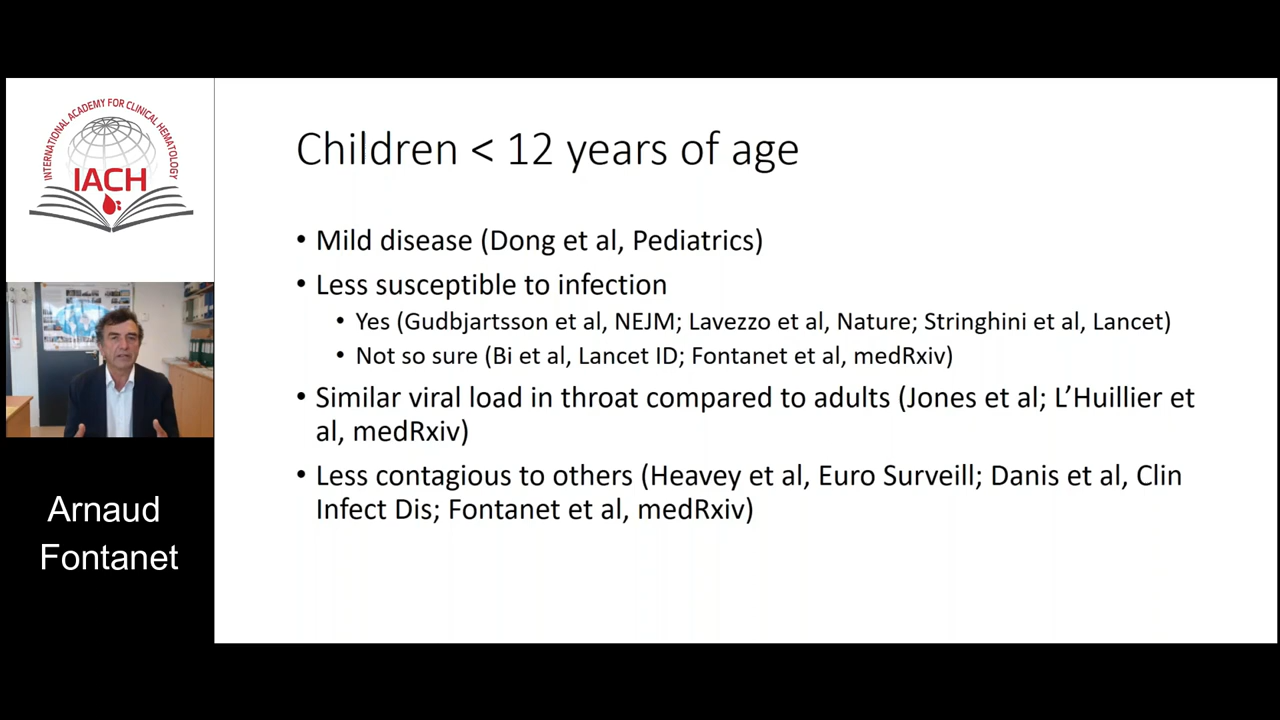 INTERNATIONAL ACADEMY FOR CLINICAL HEMATOLOGY
IACH
Arnaud
Fontanet
Children < 12 years of age
• Mild disease (Dong et al, Pediatrics)
• Less susceptible to infection
• Yes (Gudbjartsson et al, NEJM; Lavezzo et al, Nature; Stringhini et al, Lancet)
• Not so sure (Bi et al, Lancet ID; Fontanet et al, medRxiv)
• Similar viral load in throat compared to adults (Jones et al; L’Huillier et
al, medRxiv)
• Less contagious to others (Heavey et al, Euro Surveill; Danis et al, Clin
Infect Dis; Fontanet et al, medRxiv)